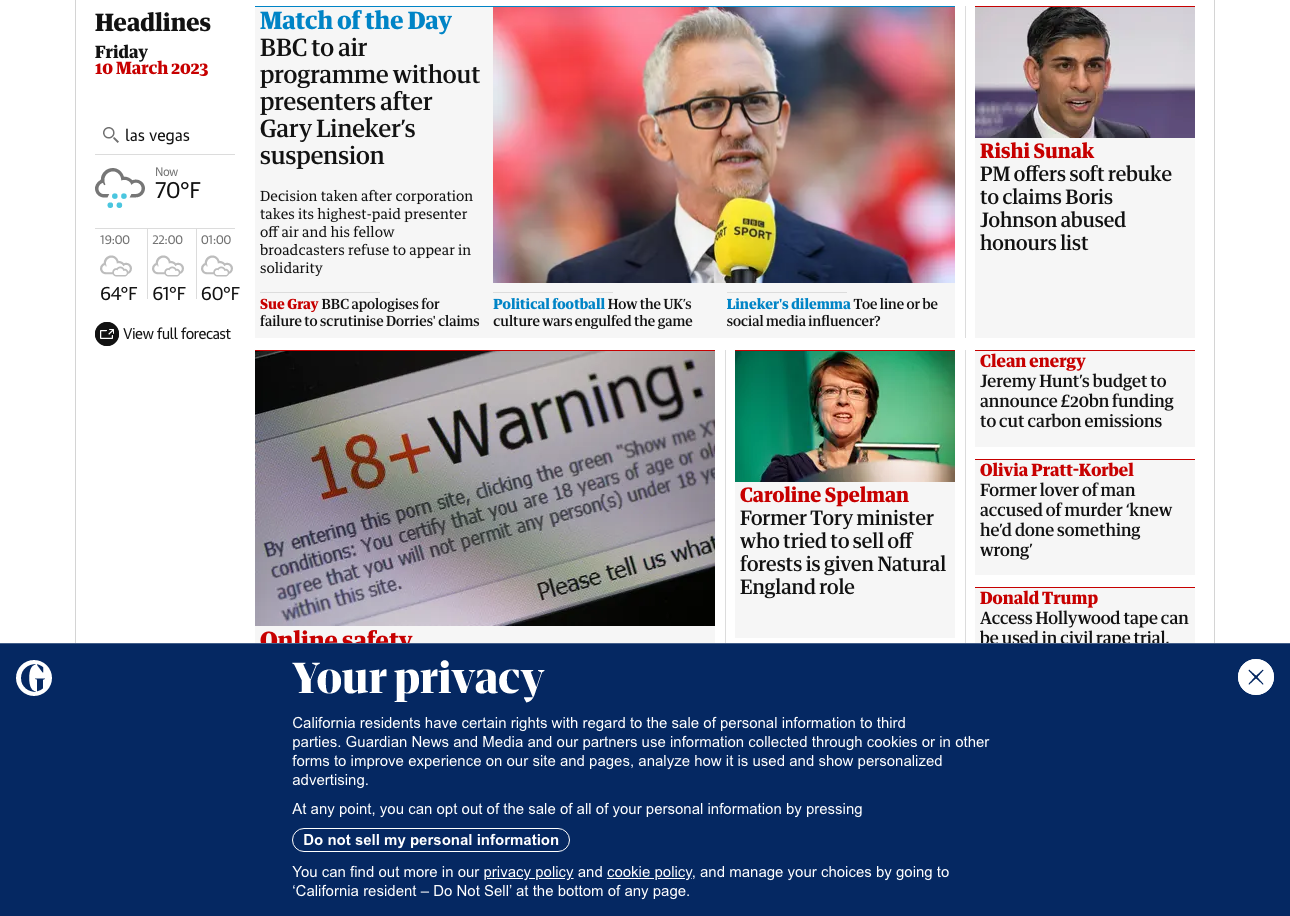 Headlines
Friday
10 March 2023
las vegas
Now
70°F
19:00
22:00
01:00
64°F
61°F
60°F
View full forecast
Match of the Day
BBC to air
programme without
presenters after
Gary Lineker’s
suspension
Decision taken after corporation
takes its highest-paid presenter
off air and his fellow
broadcasters refuse to appear in
solidarity
BBC
SPORT
Sue Gray BBC apologises for
failure to scrutinise Dorries' claims
Political football How the UK’s
culture wars engulfed the game
Lineker's dilemma Toe line or be
social media influencer?
Rishi Sunak
PM offers soft rebuke
to claims Boris
Johnson abused
honours list
18+Warning:
By entering this porn site, clicking the green "Show me
conditions: You certify that you are 18 years of age or
agree that you will not permit any person(s) under 18
within this site.
Please tell us what
Online safety
Caroline Spelman
Former Tory minister
who tried to sell off
forests is given Natural
England role
Clean energy
Jeremy Hunt’s budget to
announce £20bn funding
to cut carbon emissions
Olivia Pratt-Korbel
Former lover of man
accused of murder ‘knew
he’d done something
wrong’
Donald Trump
Access Hollywood tape can
be used in civil rape trial,
Your privacy
California residents have certain rights with regard to the sale of personal information to third
parties. Guardian News and Media and our partners use information collected through cookies or in other
forms to improve experience on our site and pages, analyze how it is used and show personalized
advertising.
At any point, you can opt out of the sale of all of your personal information by pressing
Do not sell my personal information
You can find out more in our privacy policy and cookie policy, and manage your choices by going to
‘California resident – Do Not Sell’ at the bottom of any page.